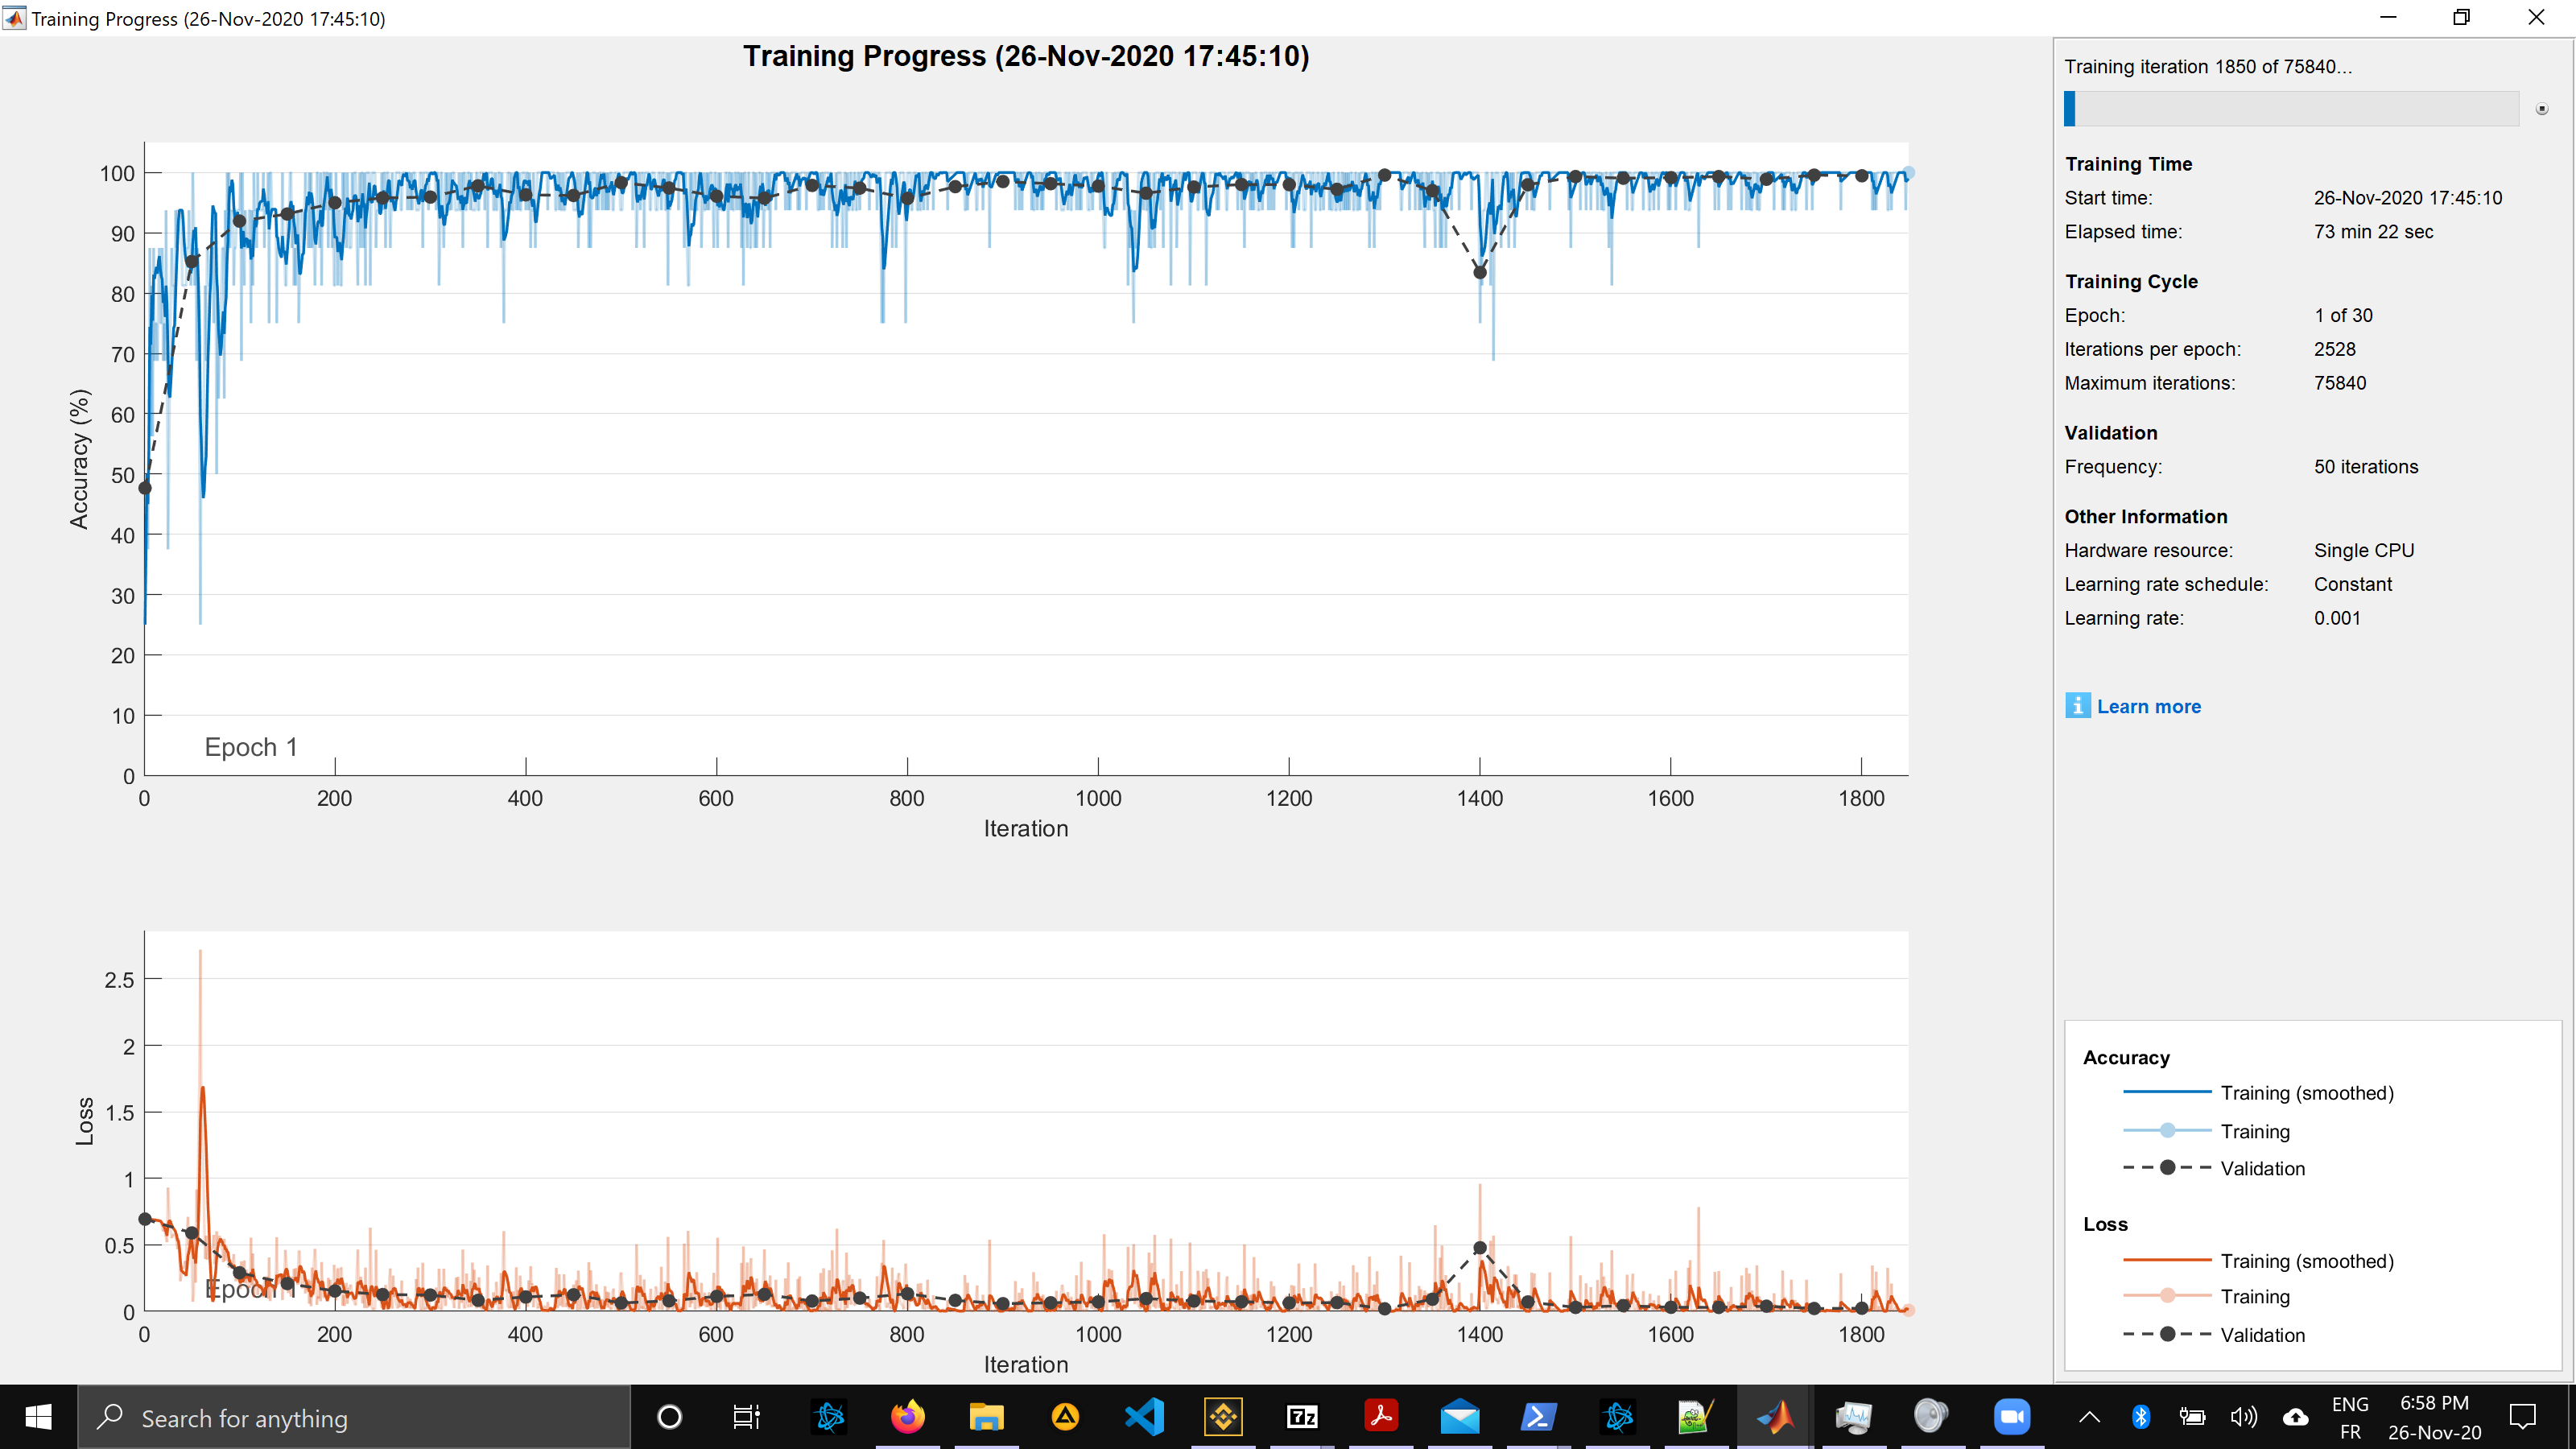 Training Progress (26-Nov-2020 17:45:10)
Training Progress (26-Nov-2020 17:45:10)
100
90
80
70
60
50
40
30
20
10
0
Accuracy (%)
Epoch 1
0 200 400 600 800 1000 1200 1400 1600 1800
Iteration
2.5
2
1.5
1
0.5
0
Loss
Epoch 1
0 200 400 600 800 1000 1200 1400 1600 1800
Iteration
Training iteration 1850 of 75840...
Training Time
Start time: 26-Nov-2020 17:45:10
Elapsed time: 73 min 22 sec
Training Cycle
Epoch: 1 of 30
Iterations per epoch: 2528
Maximum iterations: 75840
Validation
Frequency: 50 iterations
Other Information
Hardware resource: Single CPU
Learning rate schedule: Constant
Learning rate: 0.001
i Learn more
Accuracy
Training (smoothed)
Training
Validation
Loss
Training (smoothed)
Training
Validation
Search for anything
7z
ENG
FR
6:58 PM
26-Nov-20